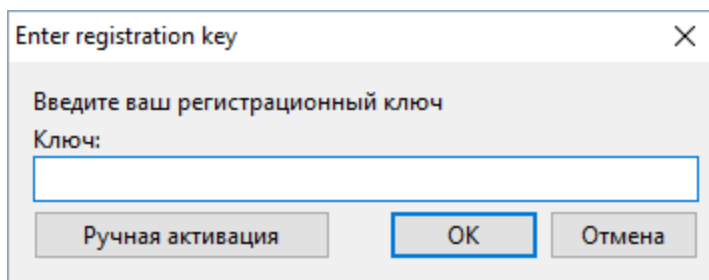 Enter registration key
Введите ваш регистрационный ключ
Ключ:
Ручная активация OK Отмена